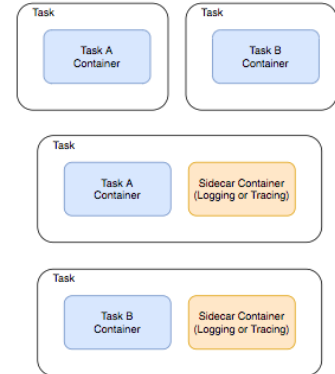 Task
Task A
Container
Task
Task B
Container
Task
Task A
Container
Sidecar Container
(Logging or Tracing)
Task
Task B
Container
Sidecar Container
(Logging or Tracing)